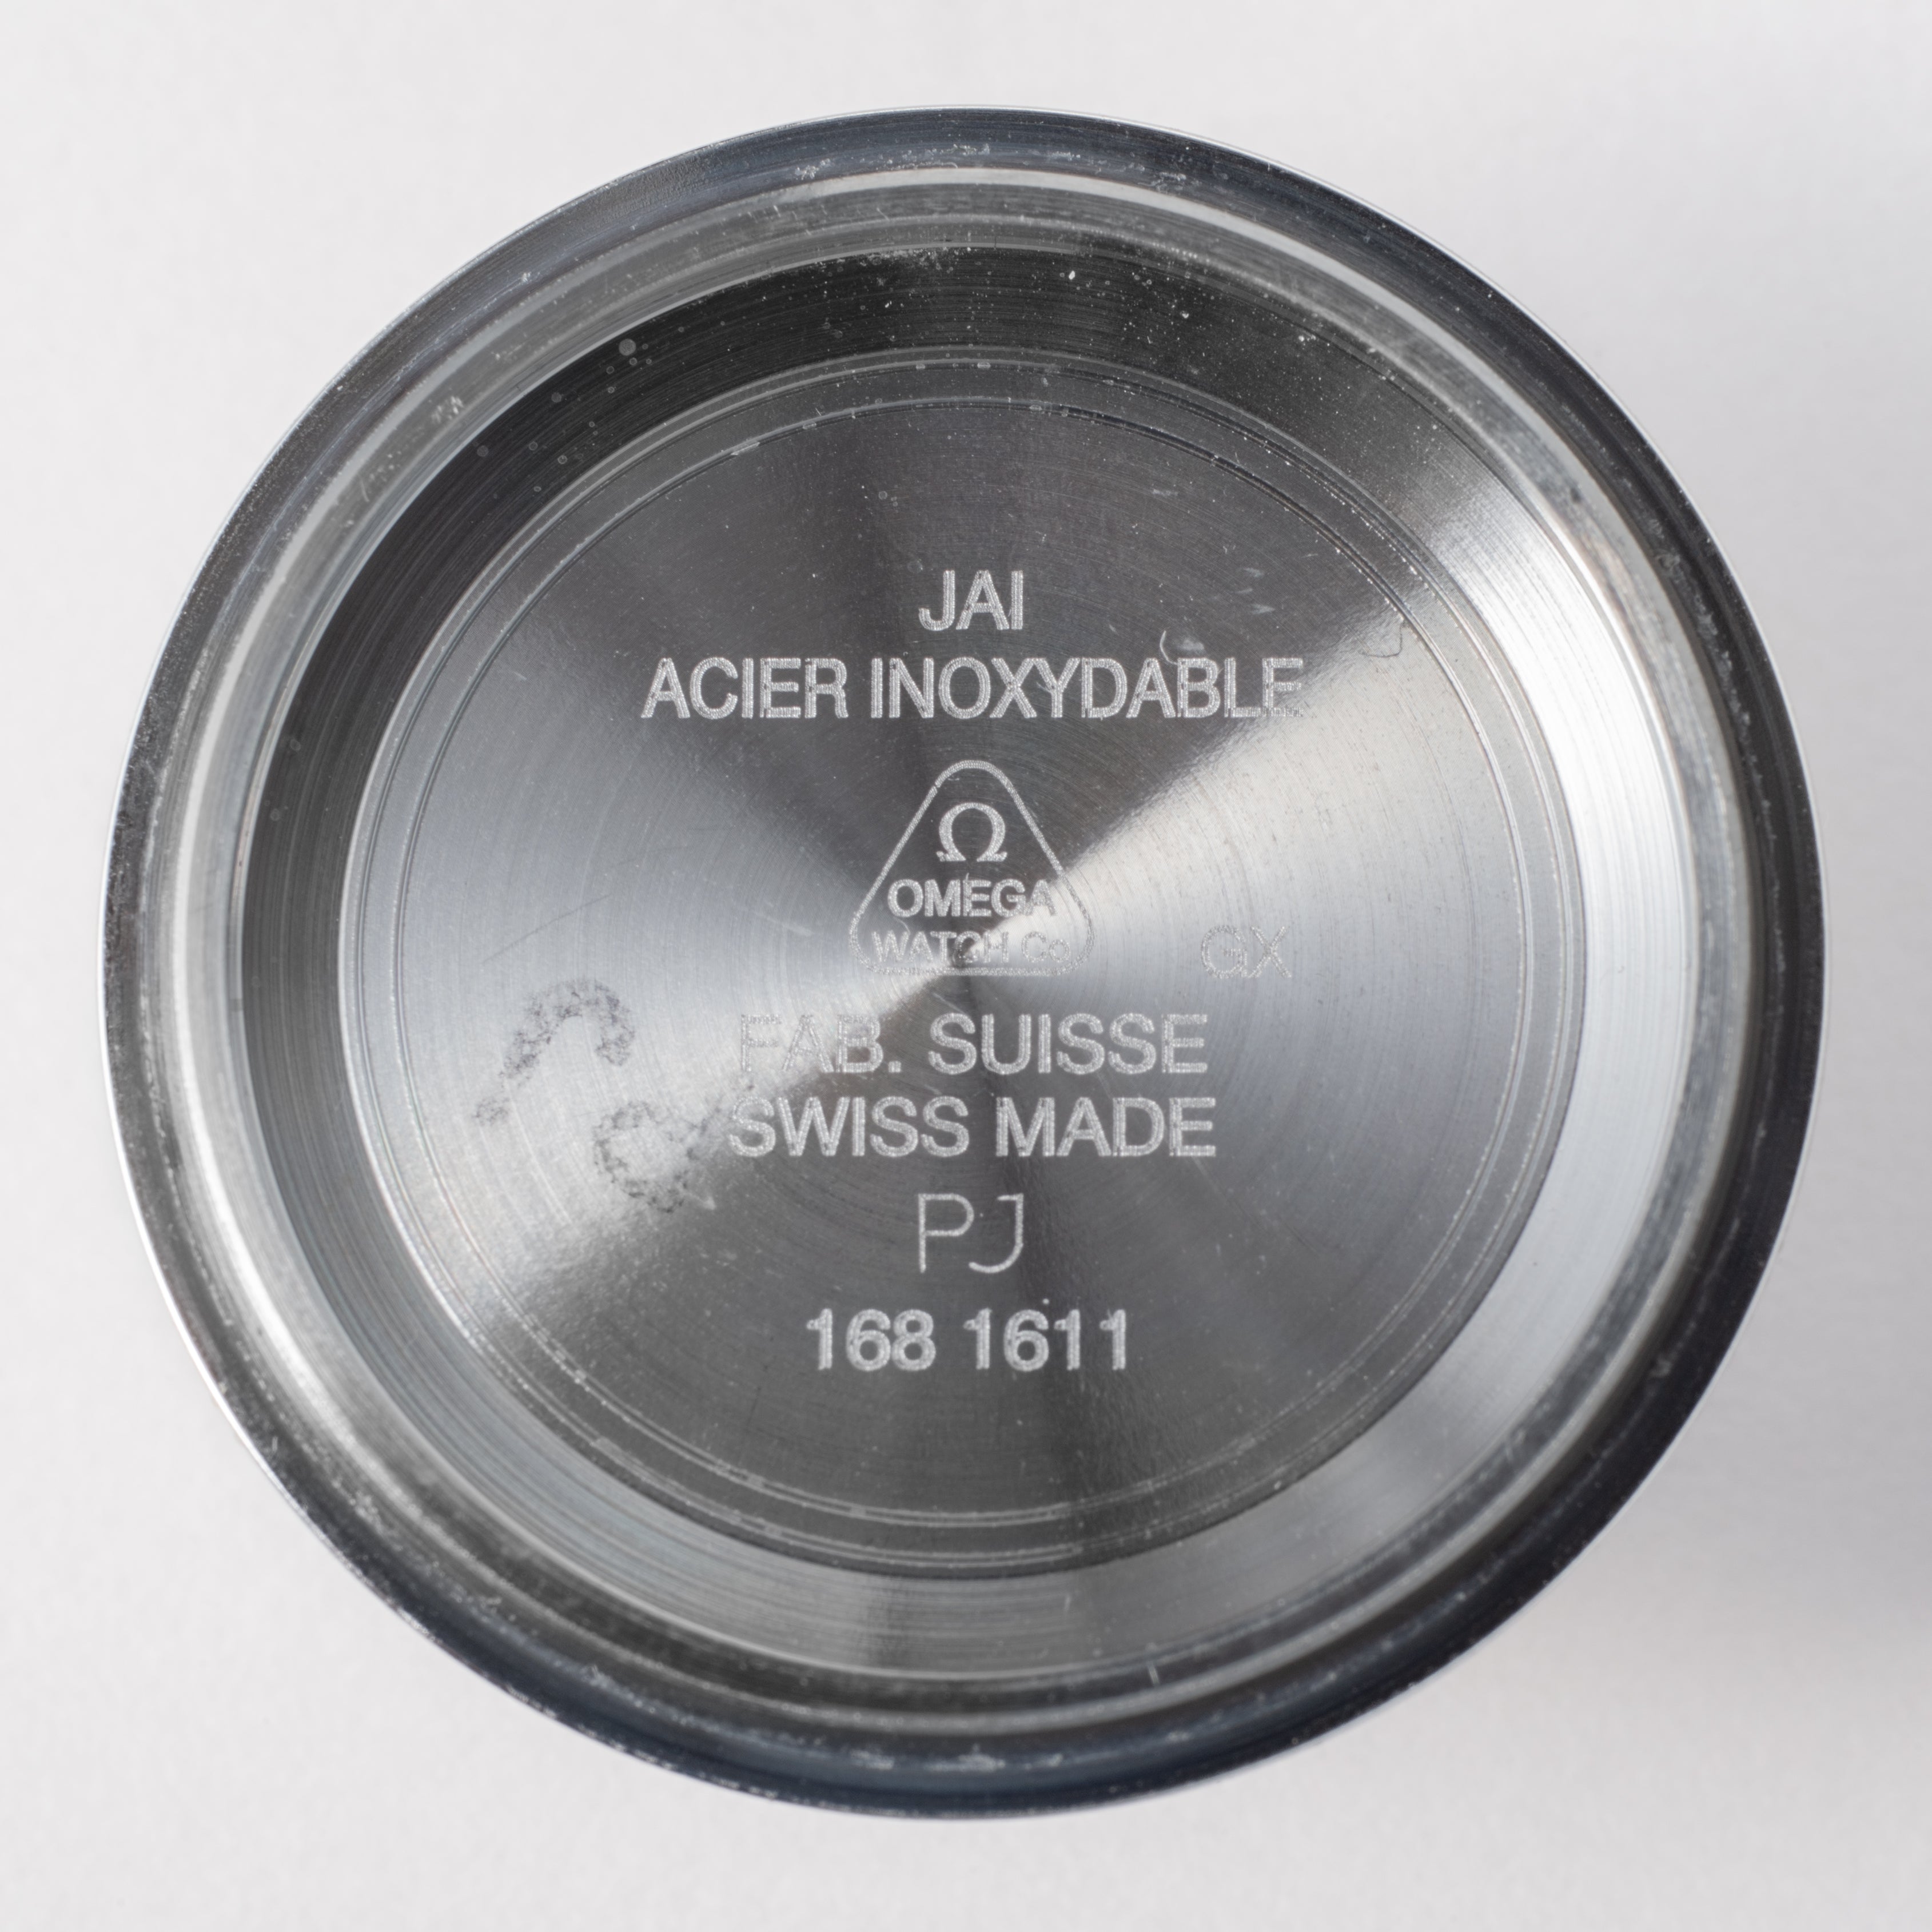 JAI
ACIER INOXYDABLE
Ω
OMEGA
WATCH Co
GX
FAB. SUISSE
SWISS MADE
PJ
168 1611